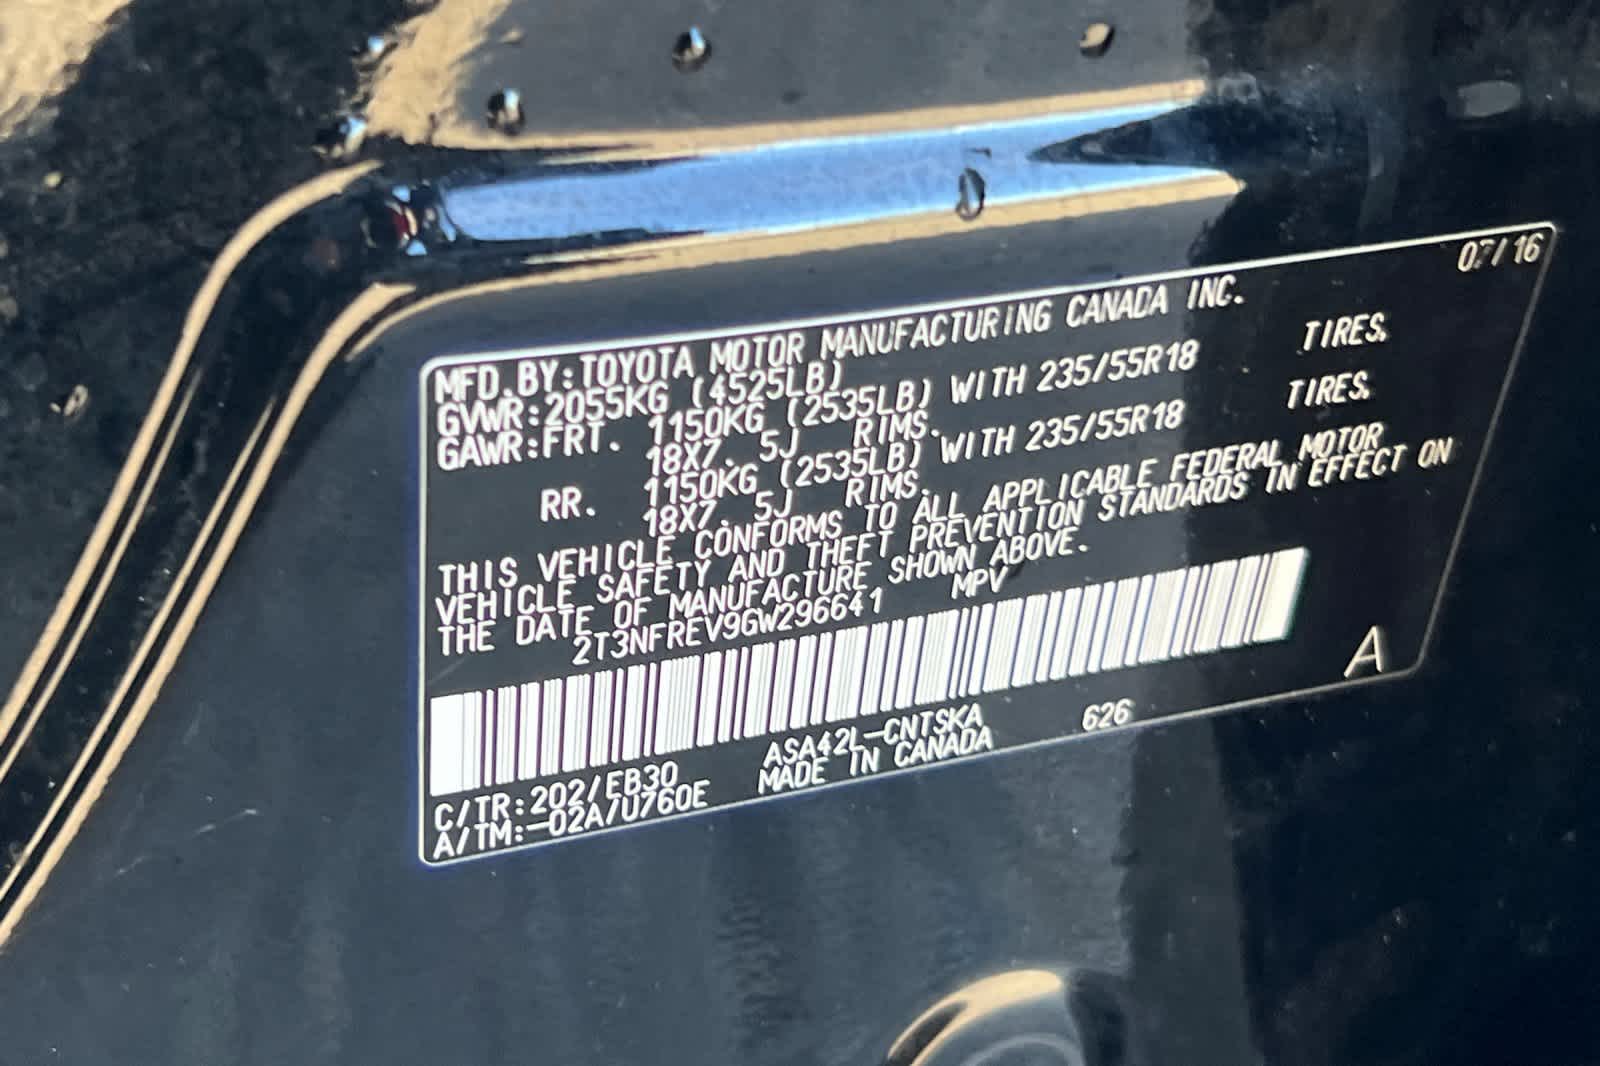 07/16
MFD.BY:TOYOTA MOTOR MANUFACTURING CANADA INC.
GVWR:2055KG (4525LB)
GAWR:FRT. 1150KG (2535LB) WITH 235/55R18 TIRES,
18X7.5J RIMS.
RR. 1150KG (2535LB) WITH 235/55R18 TIRES,
18X7.5J RIMS.
THIS VEHICLE CONFORMS TO ALL APPLICABLE FEDERAL MOTOR
VEHICLE SAFETY AND THEFT PREVENTION STANDARDS IN EFFECT ON
THE DATE OF MANUFACTURE SHOWN ABOVE.
2T3NFREV9GW296641 MPV
A
ASA42L-CNTSKA 626
C/TR:202/EB30 MADE IN CANADA
A/TM:-02A/U760E